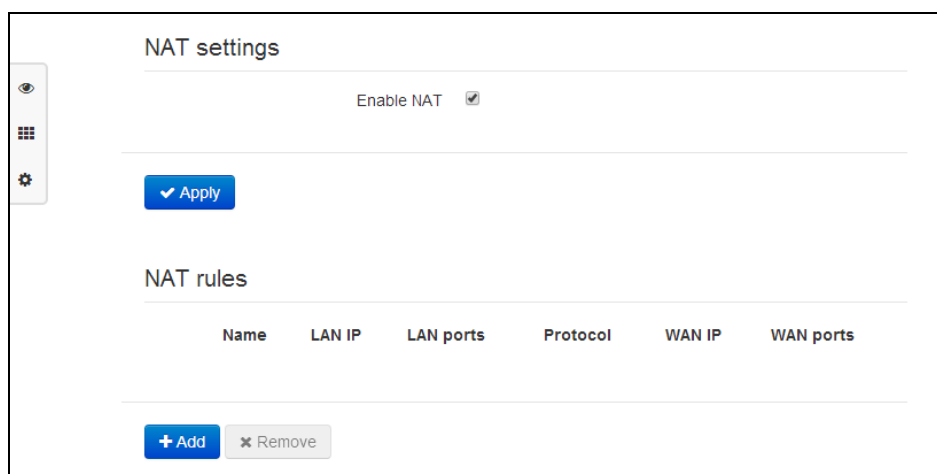 NAT settings
Enable NAT
Apply
NAT rules
Name LAN IP LAN ports Protocol WAN IP WAN ports
Add Remove